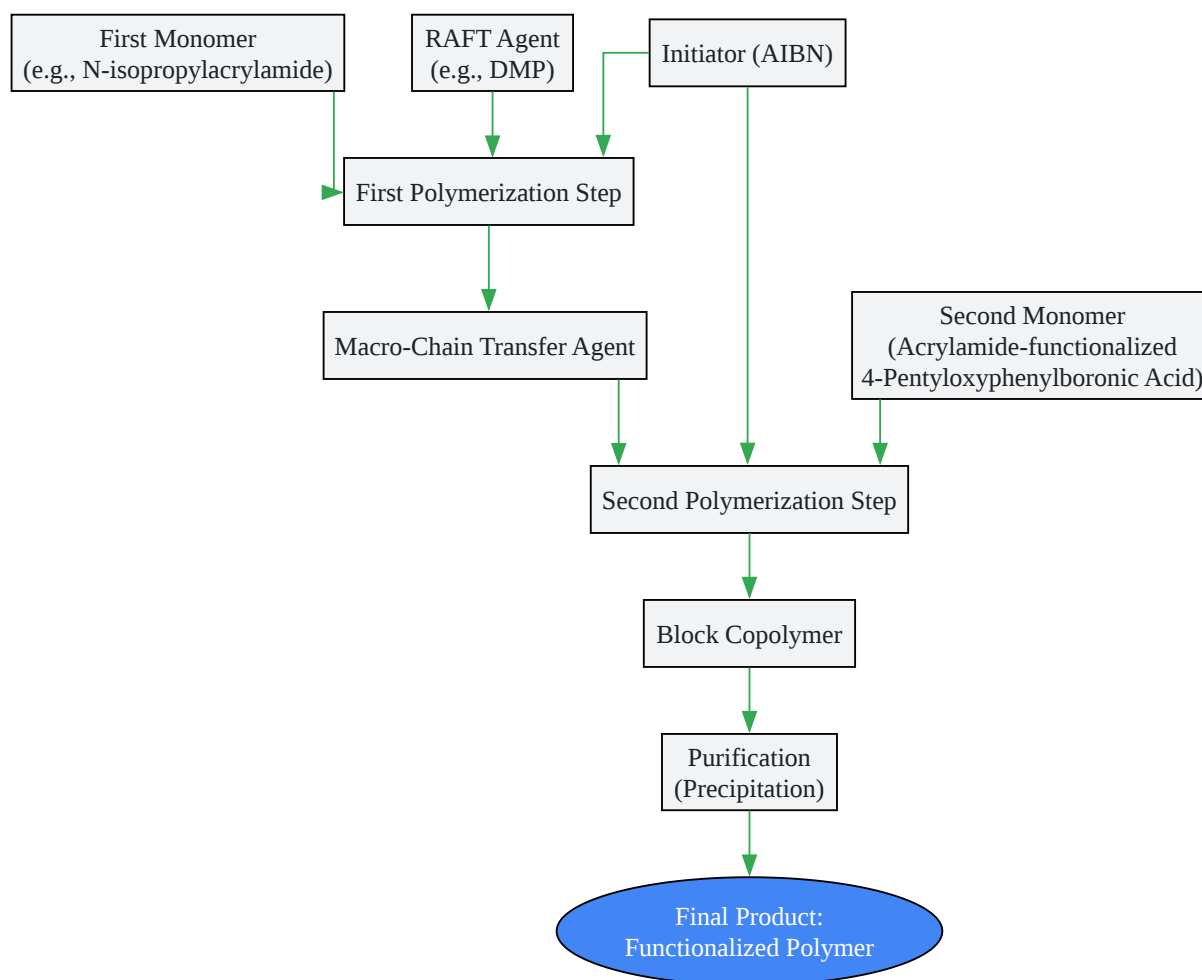 First Monomer
(e.g., N-isopropylacrylamide)
RAFT Agent
(e.g., DMP)
Initiator (AIBN)
First Polymerization Step
Macro-Chain Transfer Agent
Second Monomer
(Acrylamide-functionalized
4-Pentyloxyphenylboronic Acid)
Second Polymerization Step
Block Copolymer
Purification
(Precipitation)
Final Product:
Functionalized Polymer